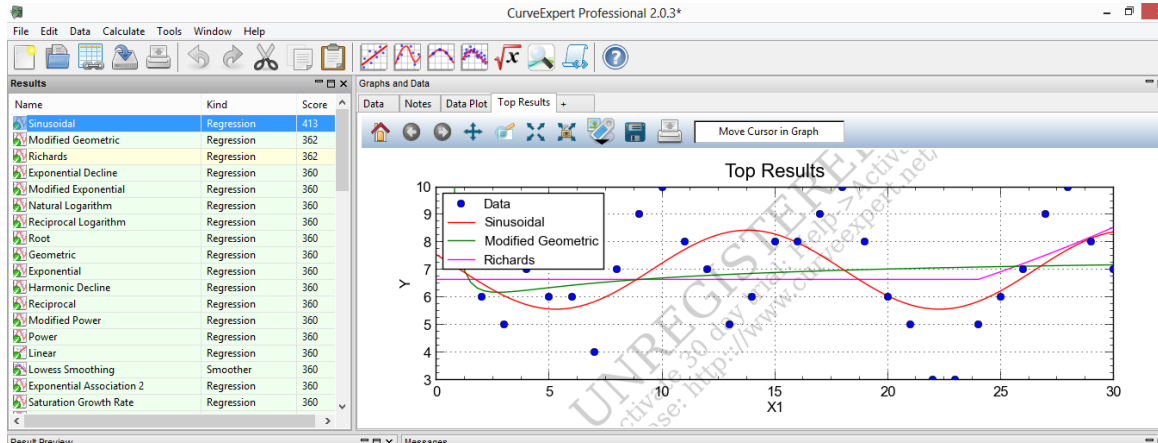 CurveExpert Professional 2.0.3*
File Edit Data Calculate Tools Window Help
Results
Name Kind Score
Sinusoidal Regression 413
Modified Geometric Regression 362
Richards Regression 362
Exponential Decline Regression 360
Modified Exponential Regression 360
Natural Logarithm Regression 360
Reciprocal Logarithm Regression 360
Root Regression 360
Geometric Regression 360
Exponential Regression 360
Harmonic Decline Regression 360
Reciprocal Regression 360
Modified Power Regression 360
Power Regression 360
Linear Regression 360
Lowess Smoothing Smoother 360
Exponential Association 2 Regression 360
Saturation Growth Rate Regression 360
Result Preview
Graphs and Data
Data Notes Data Plot Top Results +
Move Cursor in Graph
Top Results
Data
Sinusoidal
Modified Geometric
Richards
10
9
8
7
6
5
4
3
Y
0 5 10 15 20 25 30
X1
Messages